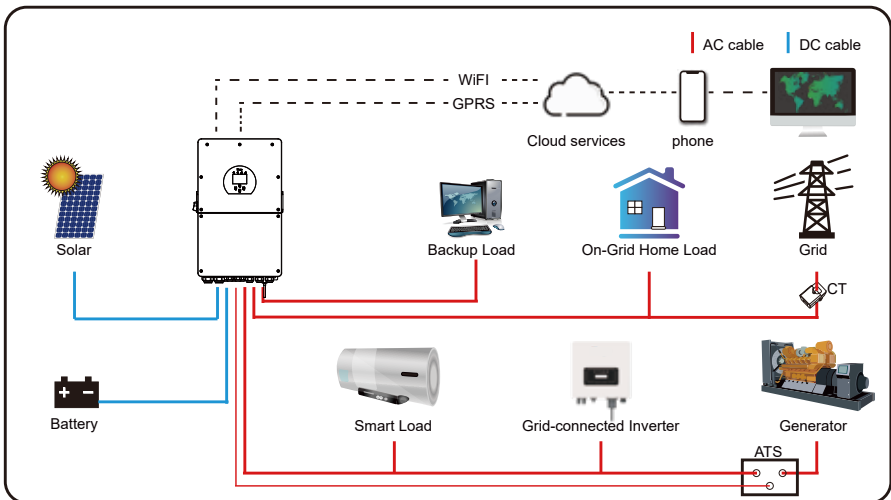 AC cable
DC cable
WiFI
GPRS
Cloud services
phone
Solar
Backup Load
On-Grid Home Load
Grid
CT
Battery
Smart Load
Grid-connected Inverter
Generator
ATS